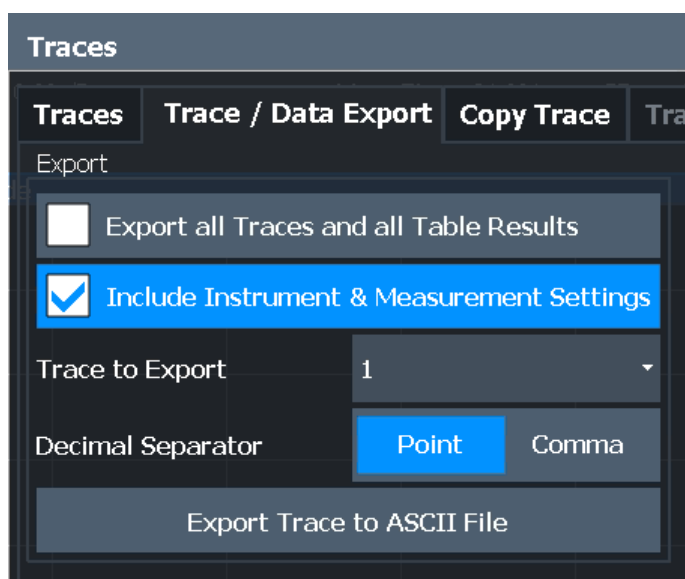 Traces
Traces Trace / Data Export Copy Trace Tra
Export
Export all Traces and all Table Results
Include Instrument & Measurement Settings
Trace to Export 1
Decimal Separator Point Comma
Export Trace to ASCII File